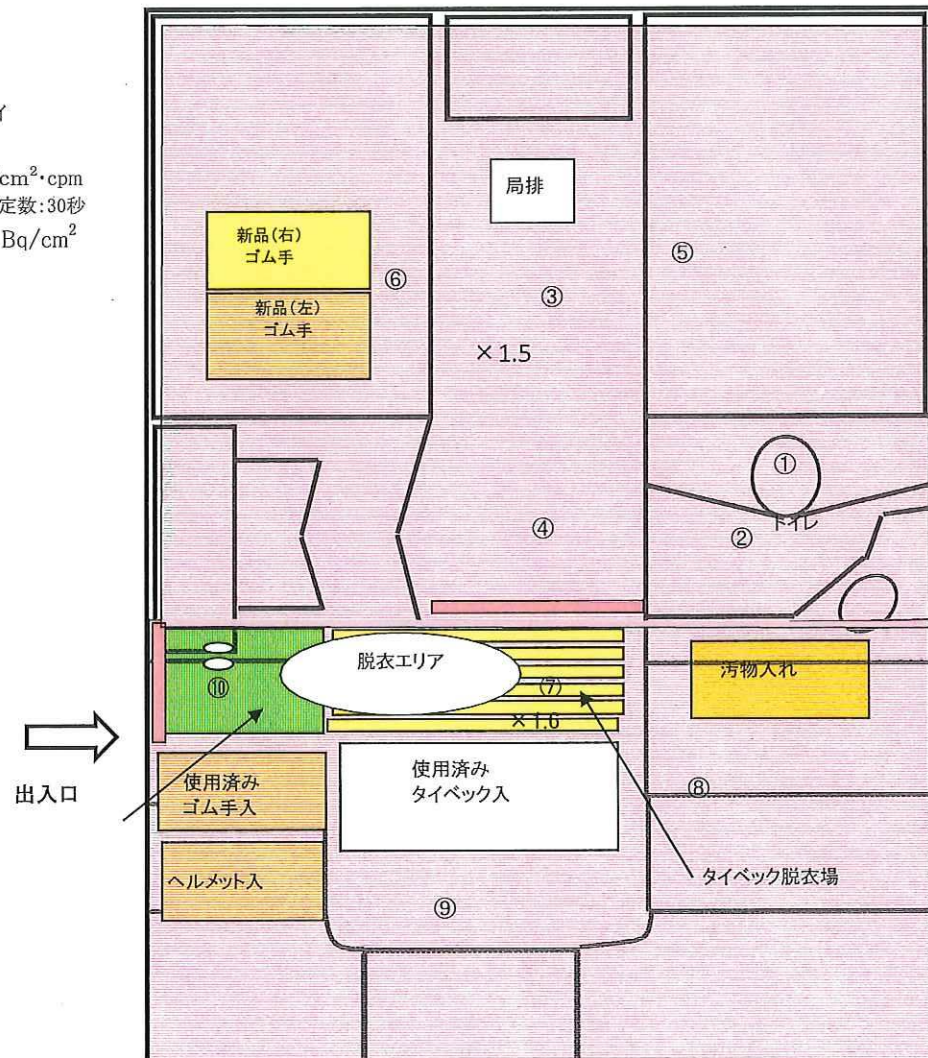 イ
cm²・cpm
定数:30秒
Bq/cm²
局排
新品(右)
ゴム手
新品(左)
ゴム手
⑥
③
⑤
×1.5
①
トイレ
②
④
脱衣エリア
⑦
×1.6
⑩
汚物入れ
出入口
使用済み
ゴム手入
使用済み
タイベック入
⑧
ヘルメット入
タイベック脱衣場
⑨